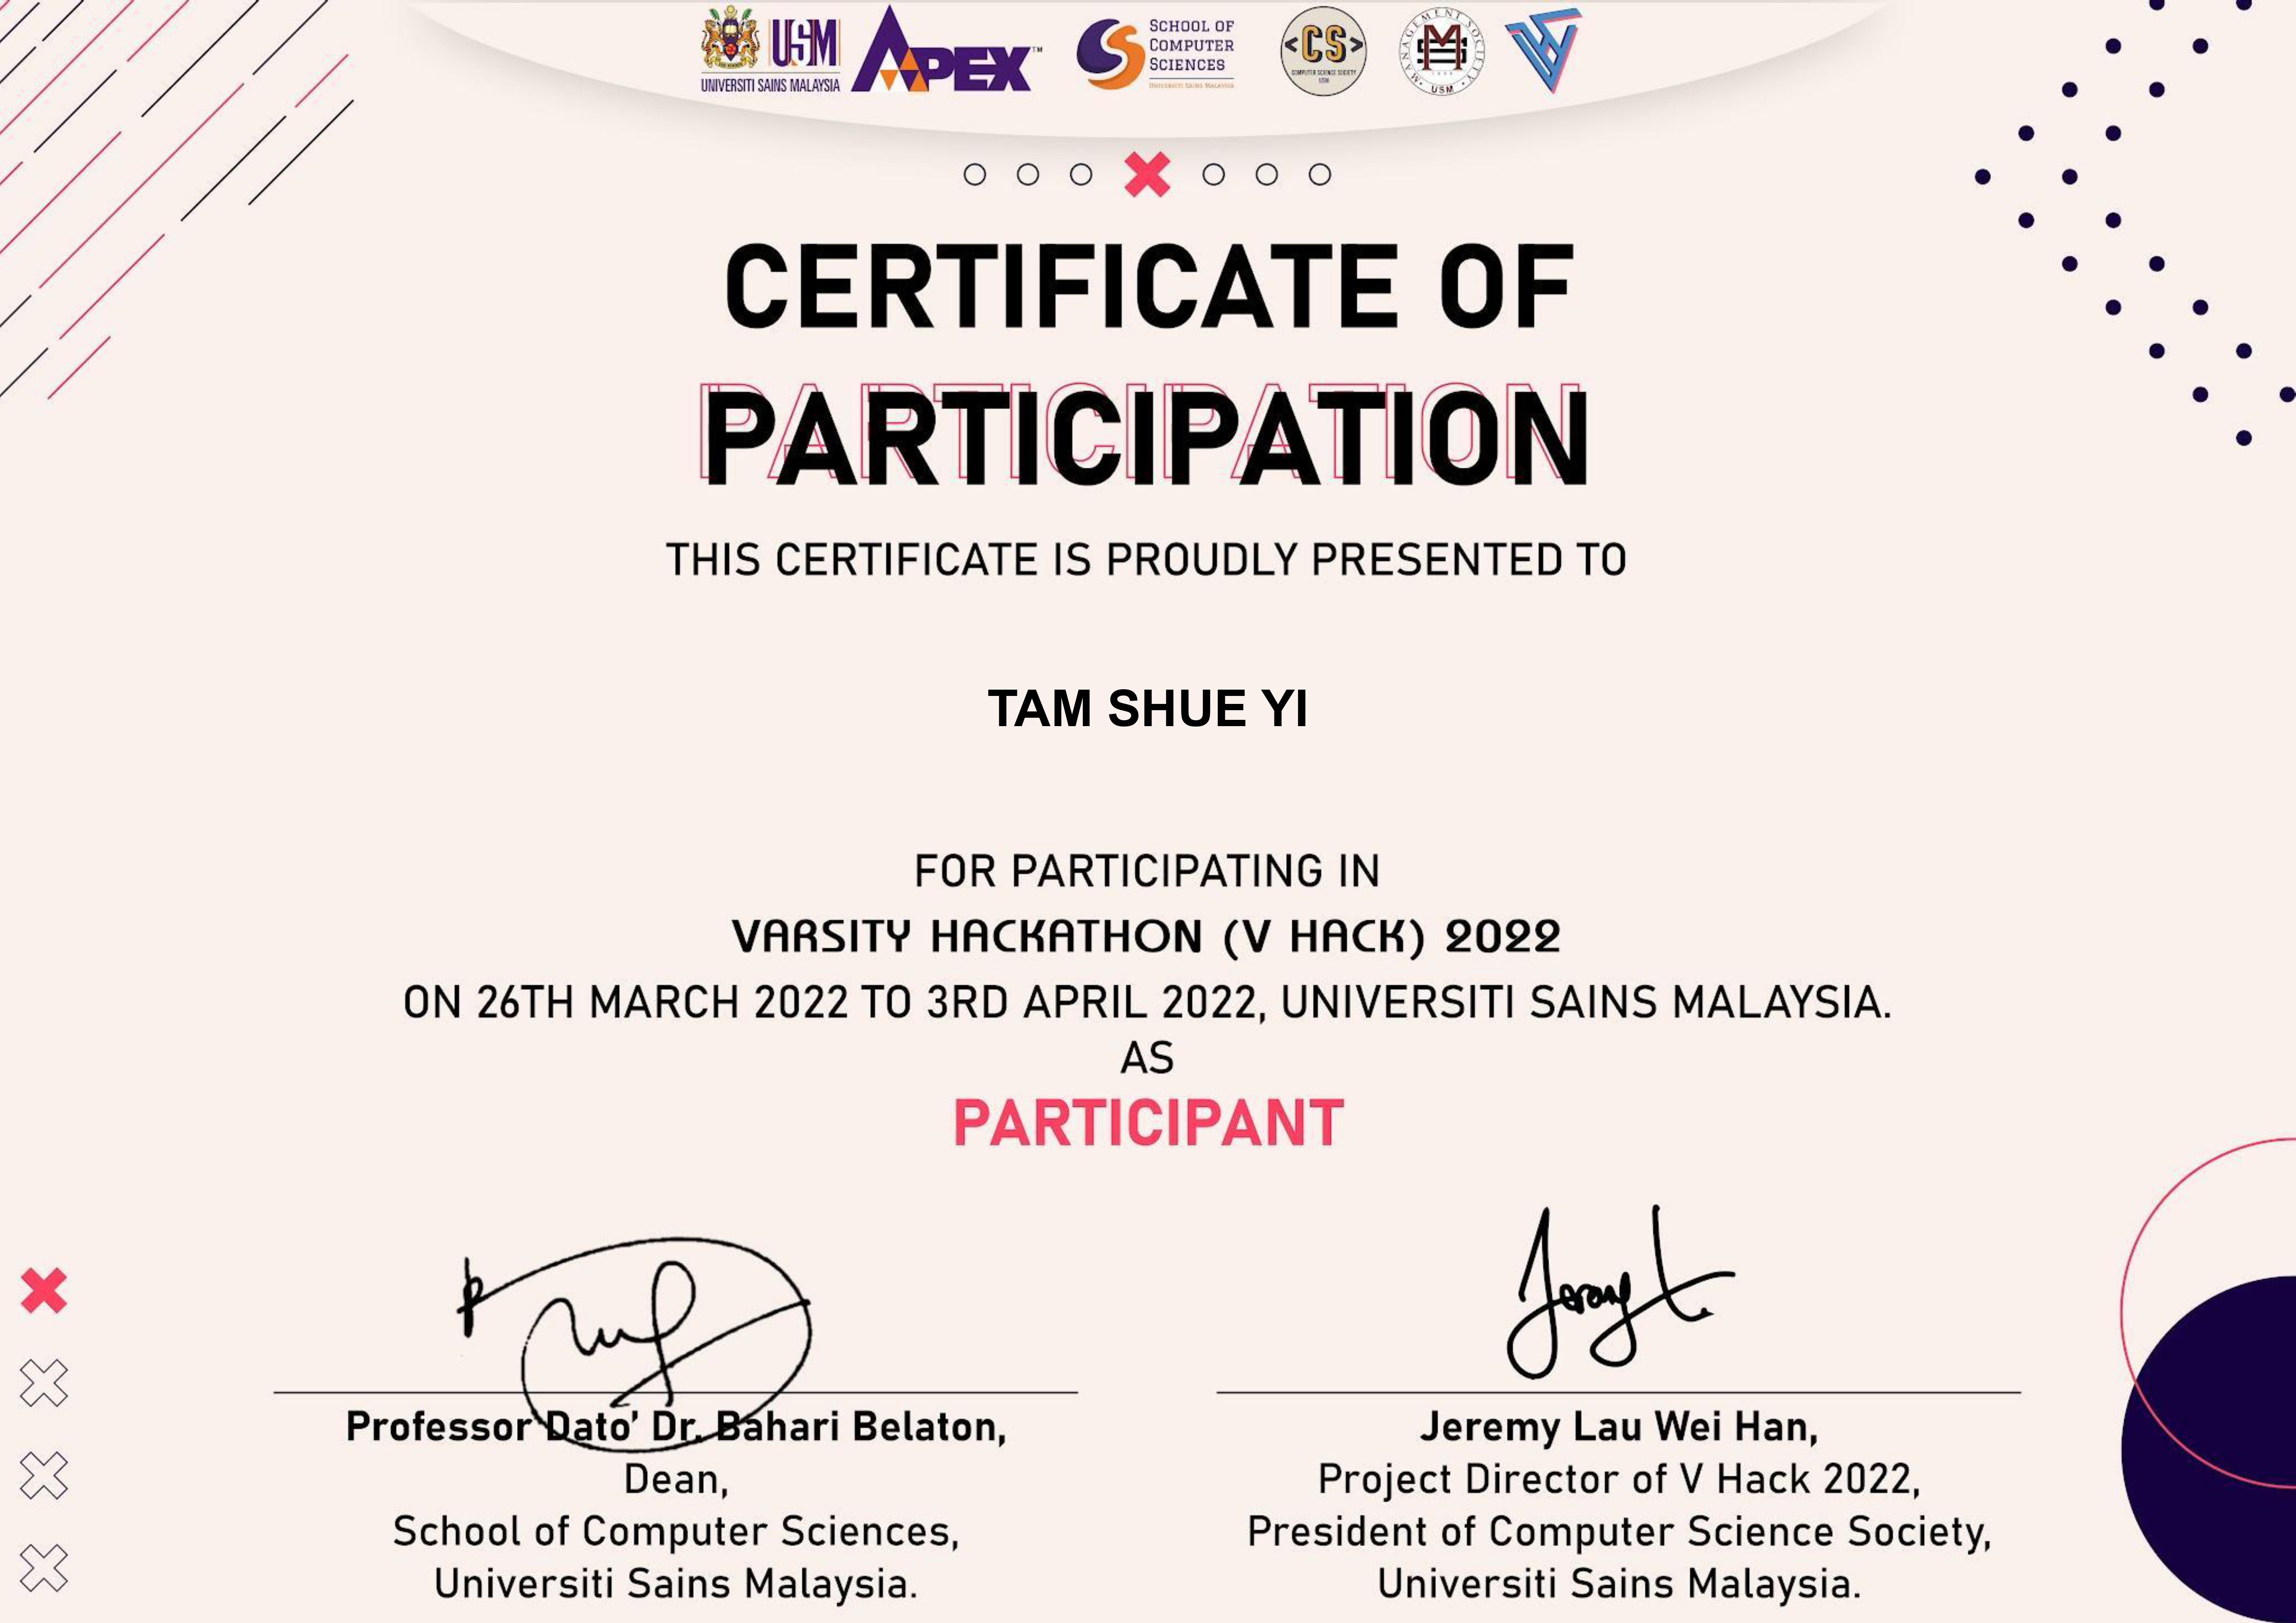 USM
UNIVERSITI SAINS MALAYSIA
APEX™
SCHOOL OF
COMPUTER
SCIENCES
UNIVERSITI SAINS MALAYSIA
<CS>
COMPUTER SCIENCE SOCIETY
USM
MANAGEMENT SOCIETY
USM
CERTIFICATE OF
PARTICIPATION
THIS CERTIFICATE IS PROUDLY PRESENTED TO
TAM SHUE YI
FOR PARTICIPATING IN
VARSITY HACKATHON (V HACK) 2022
ON 26TH MARCH 2022 TO 3RD APRIL 2022, UNIVERSITI SAINS MALAYSIA.
AS
PARTICIPANT
Professor Dato' Dr. Bahari Belaton,
Dean,
School of Computer Sciences,
Universiti Sains Malaysia.
Jeremy Lau Wei Han,
Project Director of V Hack 2022,
President of Computer Science Society,
Universiti Sains Malaysia.